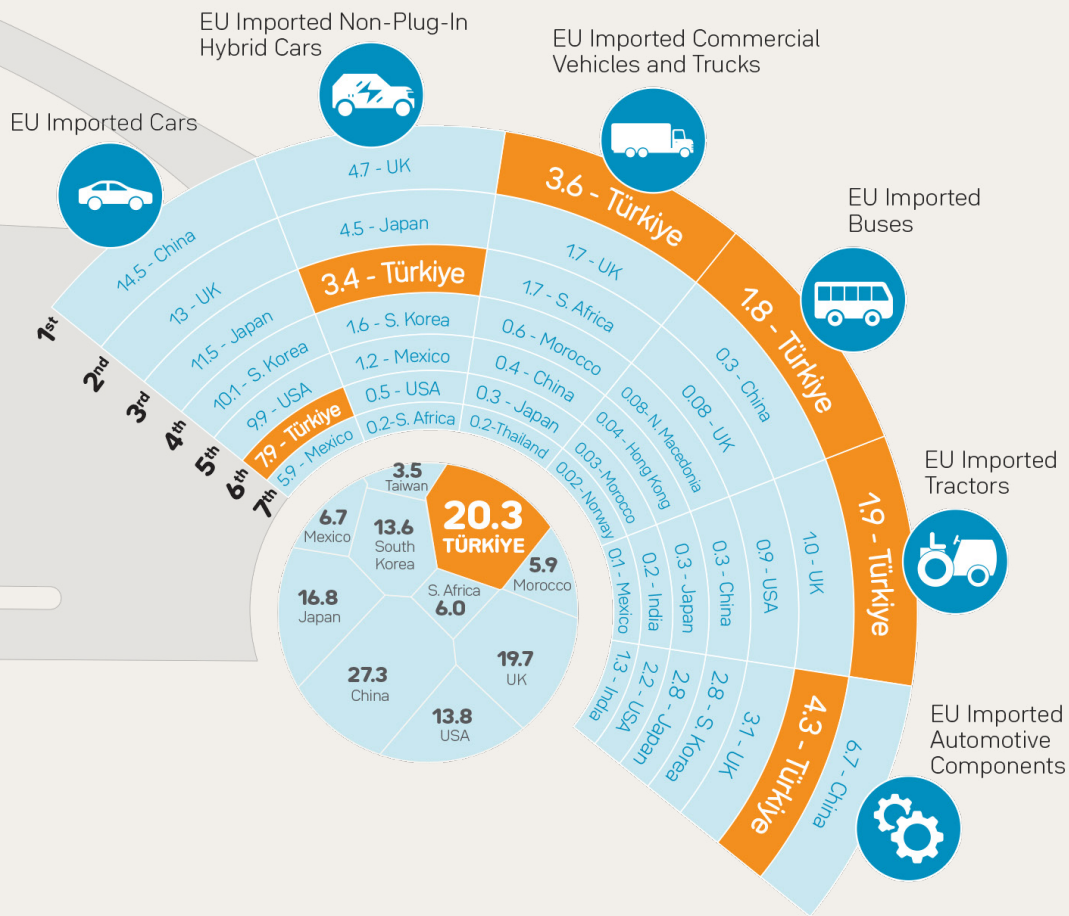 EU Imported Cars
EU Imported Non-Plug-In
Hybrid Cars
EU Imported Commercial
Vehicles and Trucks
EU Imported
Buses
EU Imported
Tractors
EU Imported
Automotive
Components
1st
2nd
3rd
4th
5th
6th
7th
14.5 - China
13 - UK
11.5 - Japan
10.1 - S. Korea
9.9 - USA
7.9 - Türkiye
5.9 - Mexico
4.7 - UK
4.5 - Japan
3.4 - Türkiye
1.6 - S. Korea
1.2 - Mexico
0.5 - USA
0.2-S. Africa
3.6 - Türkiye
1.7 - UK
1.7 - S. Africa
0.6 - Morocco
0.4 - China
0.3 - Japan
0.2-Thailand
1.8 - Türkiye
0.3 - China
0.08 - UK
0.08- N. Macedonia
0.04 - Hong Kong
0.03 - Morocco
0.02- Norway
1.9 - Türkiye
1.0 - UK
0.9 - USA
0.3 - China
0.3 - Japan
0.2 - India
0.1 - Mexico
6.7 - China
4.3 - Türkiye
3.1 - UK
2.8 - S. Korea
2.8 - Japan
2.2 - USA
1.3 - India
3.5
Taiwan
20.3
TÜRKİYE
6.7
Mexico
13.6
South
Korea
5.9
Morocco
S. Africa
6.0
16.8
Japan
19.7
UK
27.3
China
13.8
USA